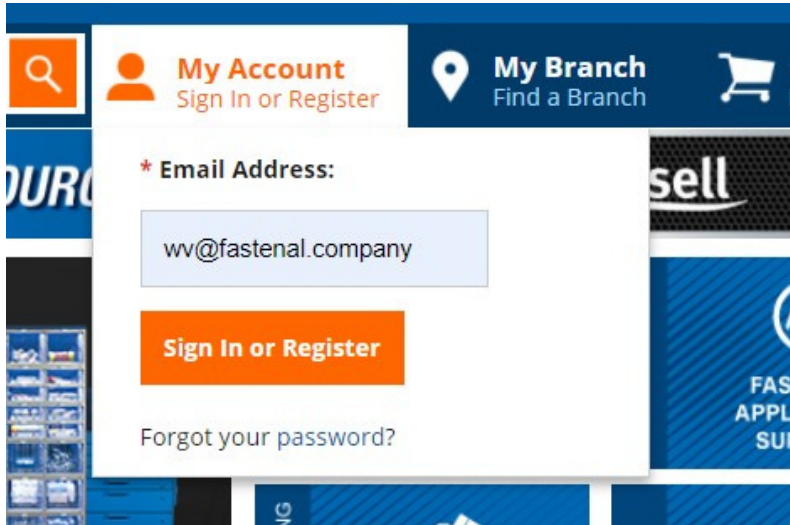 My Account
Sign In or Register
My Branch
Find a Branch
* Email Address:
sell
wv@fastenal.company
Sign In or Register
Forgot your password?